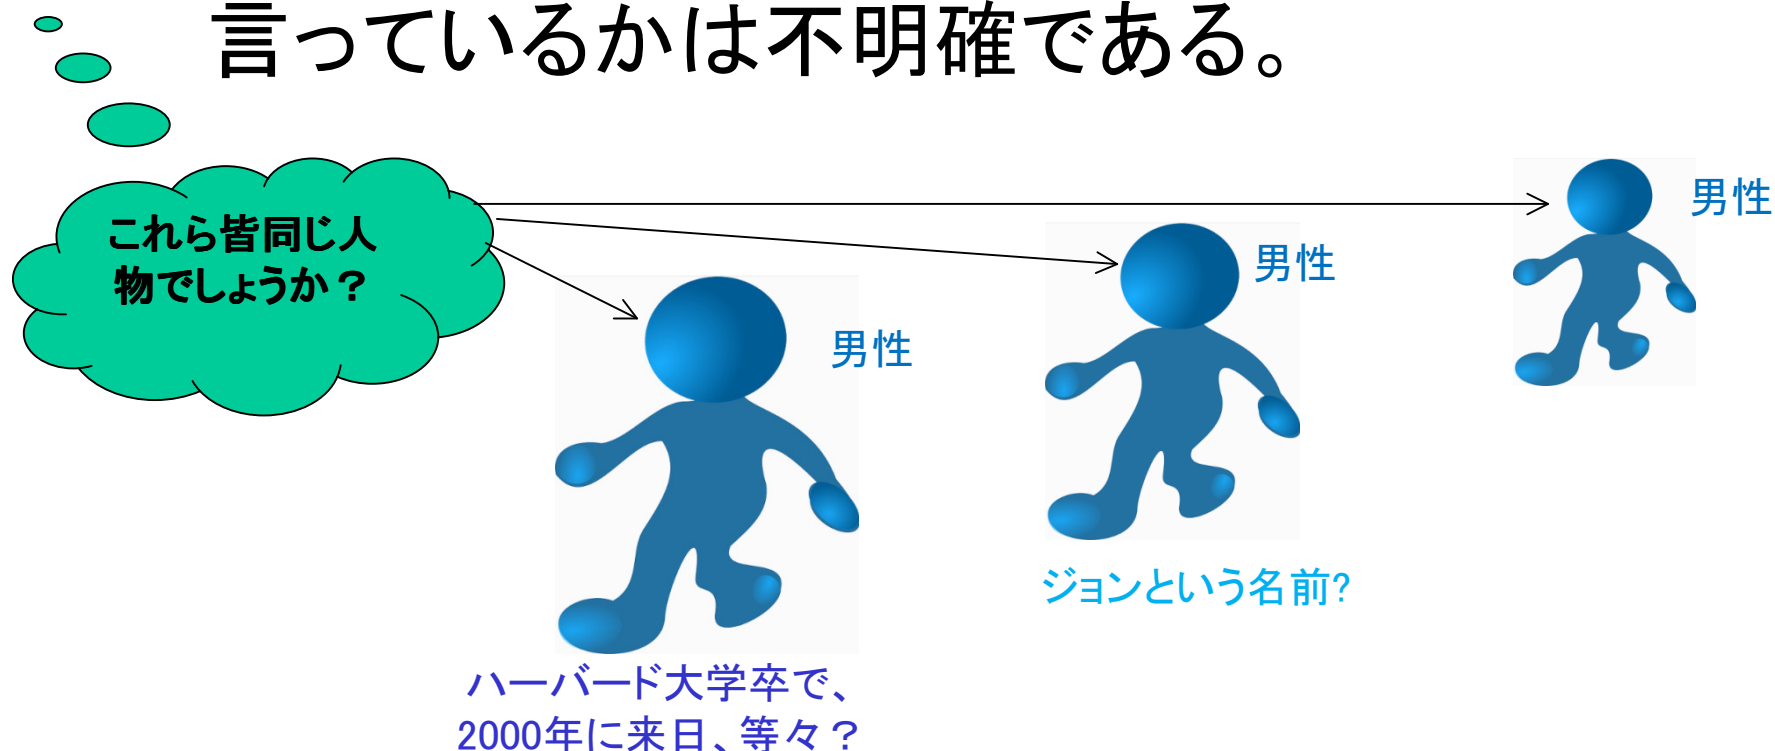 言っているかは不明確である。
これら皆同じ人
物でしょうか？
男性
男性
男性
ジョンという名前?
ハーバード大学卒で、
2000年に来日、等々？